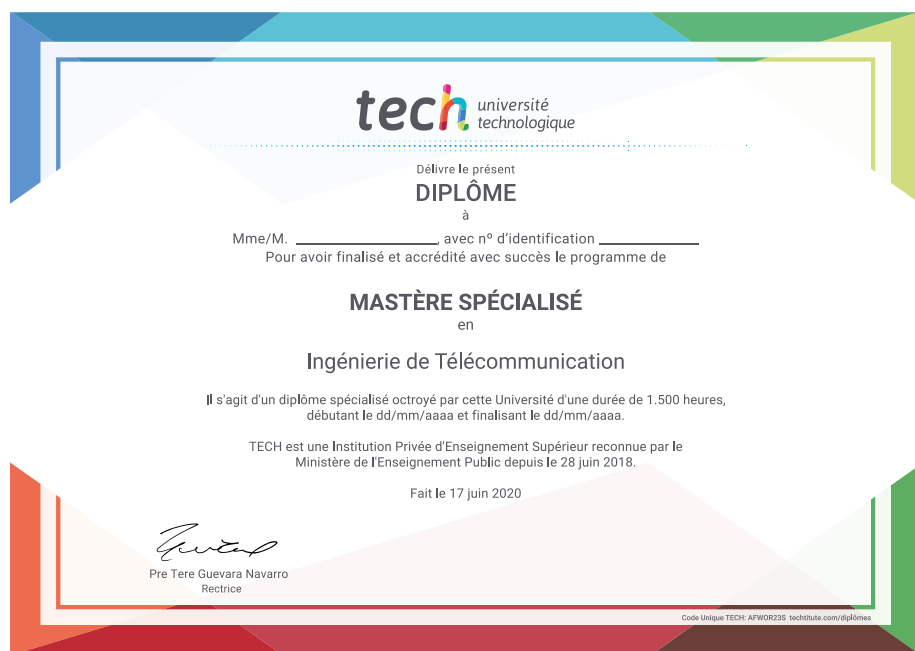 tech université
technologique
Délivre le présent
DIPLÔME
à
Mme/M. ____________________, avec nº d'identification ______________
Pour avoir finalisé et accrédité avec succès le programme de
MASTÈRE SPÉCIALISÉ
en
Ingénierie de Télécommunication
Il s'agit d'un diplôme spécialisé octroyé par cette Université d'une durée de 1.500 heures,
débutant le dd/mm/aaaa et finalisant le dd/mm/aaaa.
TECH est une Institution Privée d'Enseignement Supérieur reconnue par le
Ministère de l'Enseignement Public depuis le 28 juin 2018.
Fait le 17 juin 2020
Pre Tere Guevara Navarro
Rectrice
Code Unique TECH: AFWOR23S techtitute.com/diplômes